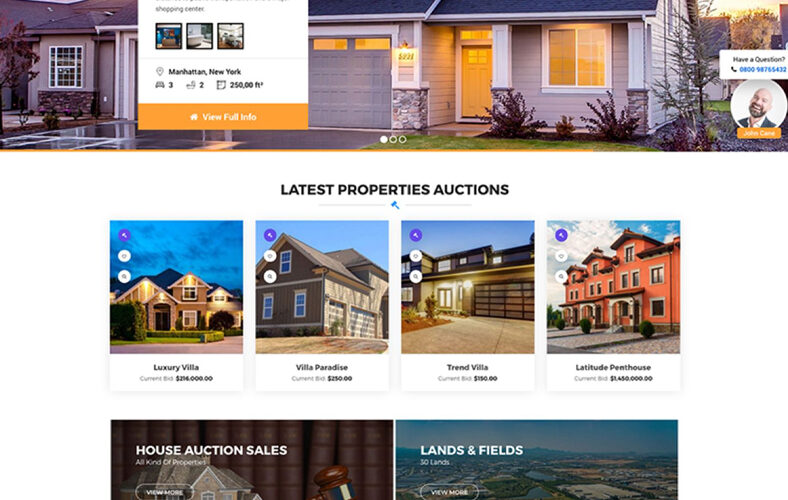 shopping center.
Manhattan, New York
3 2 250,00 ft²
View Full Info
5221
Have a Question?
0800 98765432
John Cane
LATEST PROPERTIES AUCTIONS
Luxury Villa
Current Bid: $216,000.00
Villa Paradise
Current Bid: $250.00
Trend Villa
Current Bid: $150.00
Latitude Penthouse
Current Bid: $1,450,000.00
HOUSE AUCTION SALES
All Kind Of Properties
VIEW MORE
LANDS & FIELDS
30 Lands
VIEW MORE